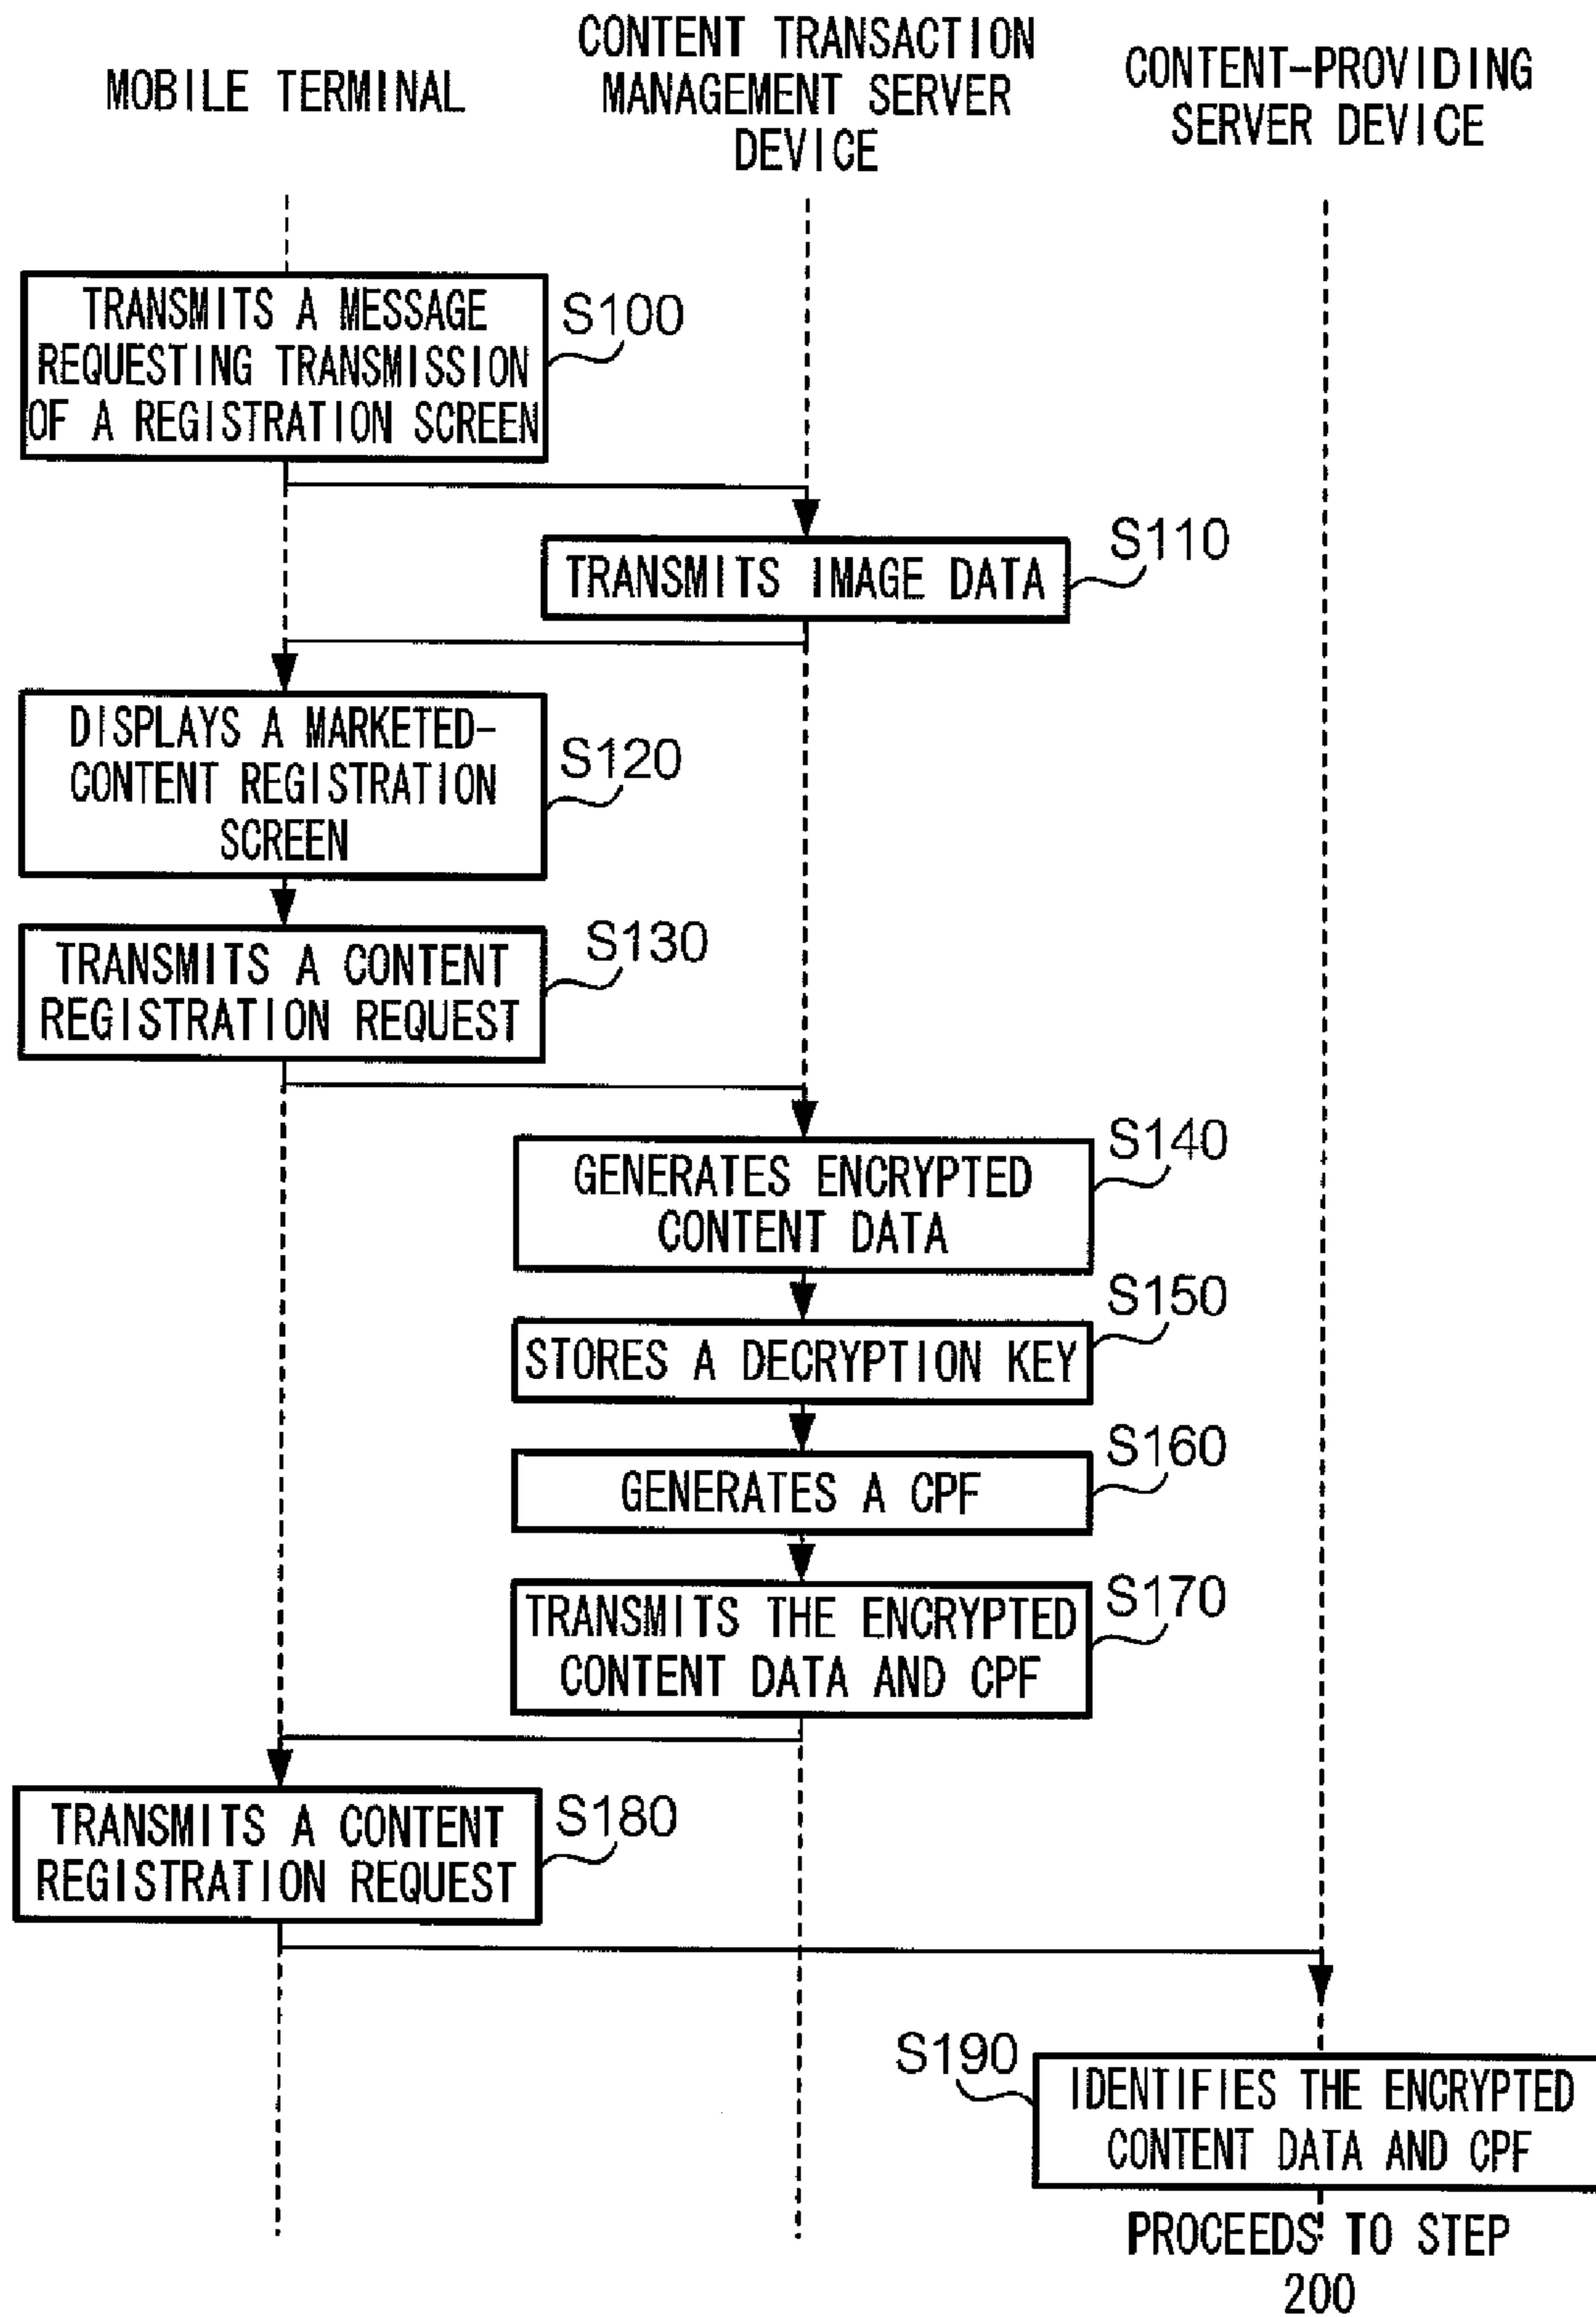 MOBILE TERMINAL
CONTENT TRANSACTION
MANAGEMENT SERVER
DEVICE
CONTENT-PROVIDING
SERVER DEVICE
TRANSMITS A MESSAGE
REQUESTING TRANSMISSION
OF A REGISTRATION SCREEN
S100
TRANSMITS IMAGE DATA
S110
DISPLAYS A MARKETED-
CONTENT REGISTRATION
SCREEN
S120
TRANSMITS A CONTENT
REGISTRATION REQUEST
S130
GENERATES ENCRYPTED
CONTENT DATA
S140
STORES A DECRYPTION KEY
S150
GENERATES A CPF
S160
TRANSMITS THE ENCRYPTED
CONTENT DATA AND CPF
S170
TRANSMITS A CONTENT
REGISTRATION REQUEST
S180
S190
IDENTIFIES THE ENCRYPTED
CONTENT DATA AND CPF
PROCEEDS TO STEP
200